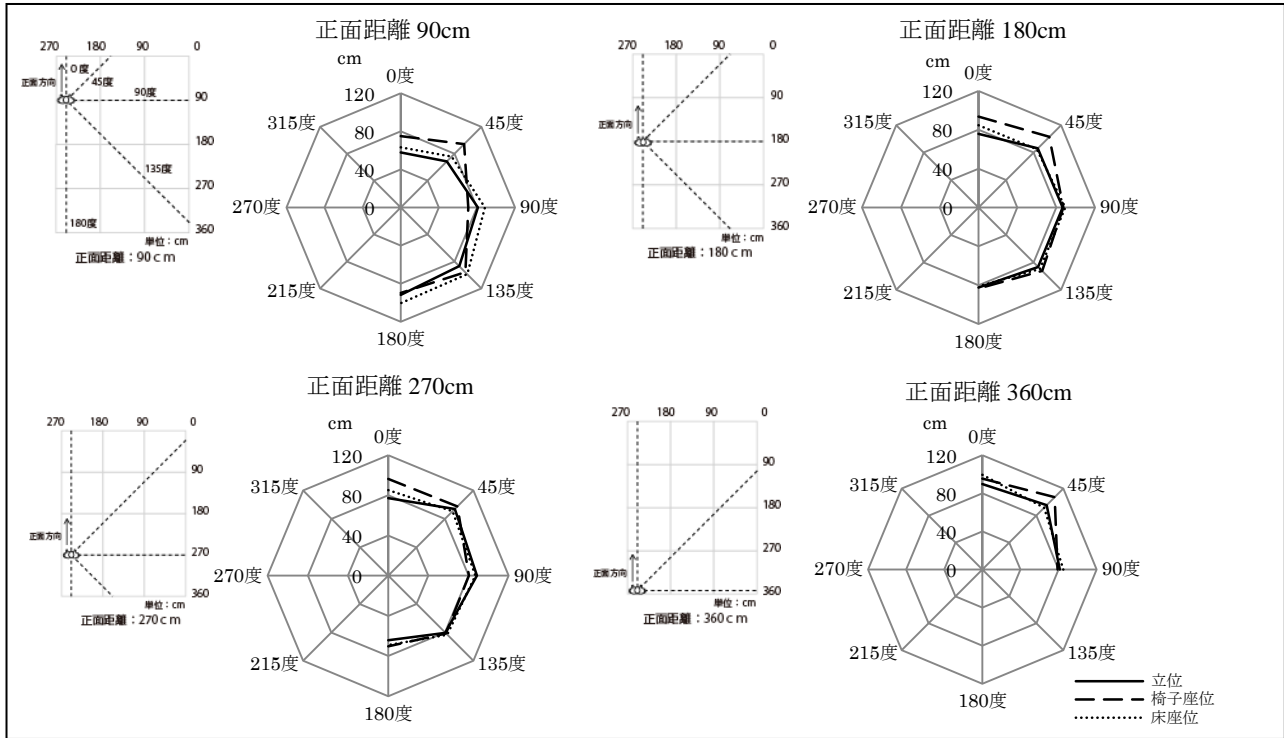 正面距離 90cm
270 180 90 0
正面方向
0度
45度
90度
90
180
135度
270
180度
360
単位：cm
正面距離：90ｃｍ
cm
0度
120
315度
45度
80
40
270度
0
90度
215度
135度
180度
正面距離 180cm
270 180 90 0
90
正面方向
180
270
360
単位：cm
正面距離：180ｃｍ
cm
0度
120
315度
45度
80
40
270度
0
90度
215度
135度
180度
正面距離 270cm
270 180 90 0
90
180
正面方向
270
360
単位：cm
正面距離：270ｃｍ
cm
0度
120
315度
45度
80
40
270度
0
90度
215度
135度
180度
正面距離 360cm
270 180 90 0
90
180
270
正面方向
360
単位：cm
正面距離：360ｃｍ
cm
0度
120
315度
45度
80
40
270度
0
90度
215度
135度
180度
立位
椅子座位
床座位